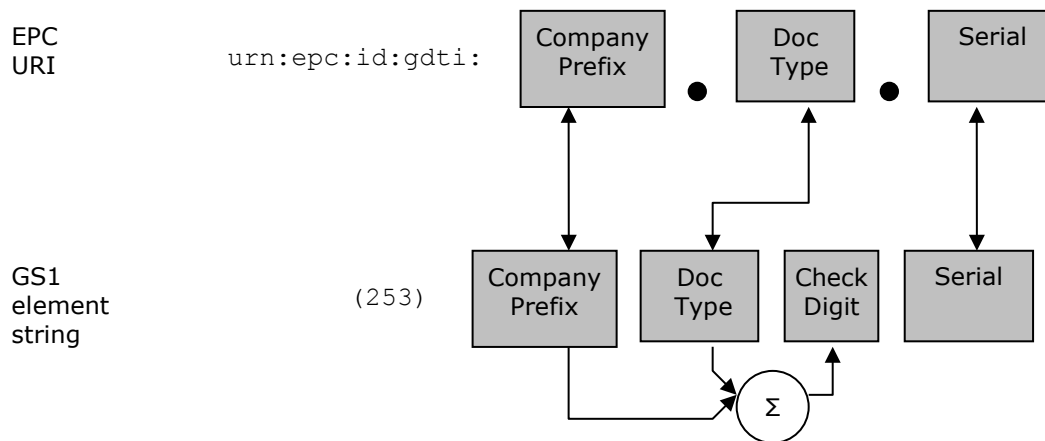 EPC
URI
urn:epc:id:gdti:
Company
Prefix
Doc
Type
Serial
GS1
element
string
(253)
Company
Prefix
Doc
Type
Check
Digit
Serial
Σ